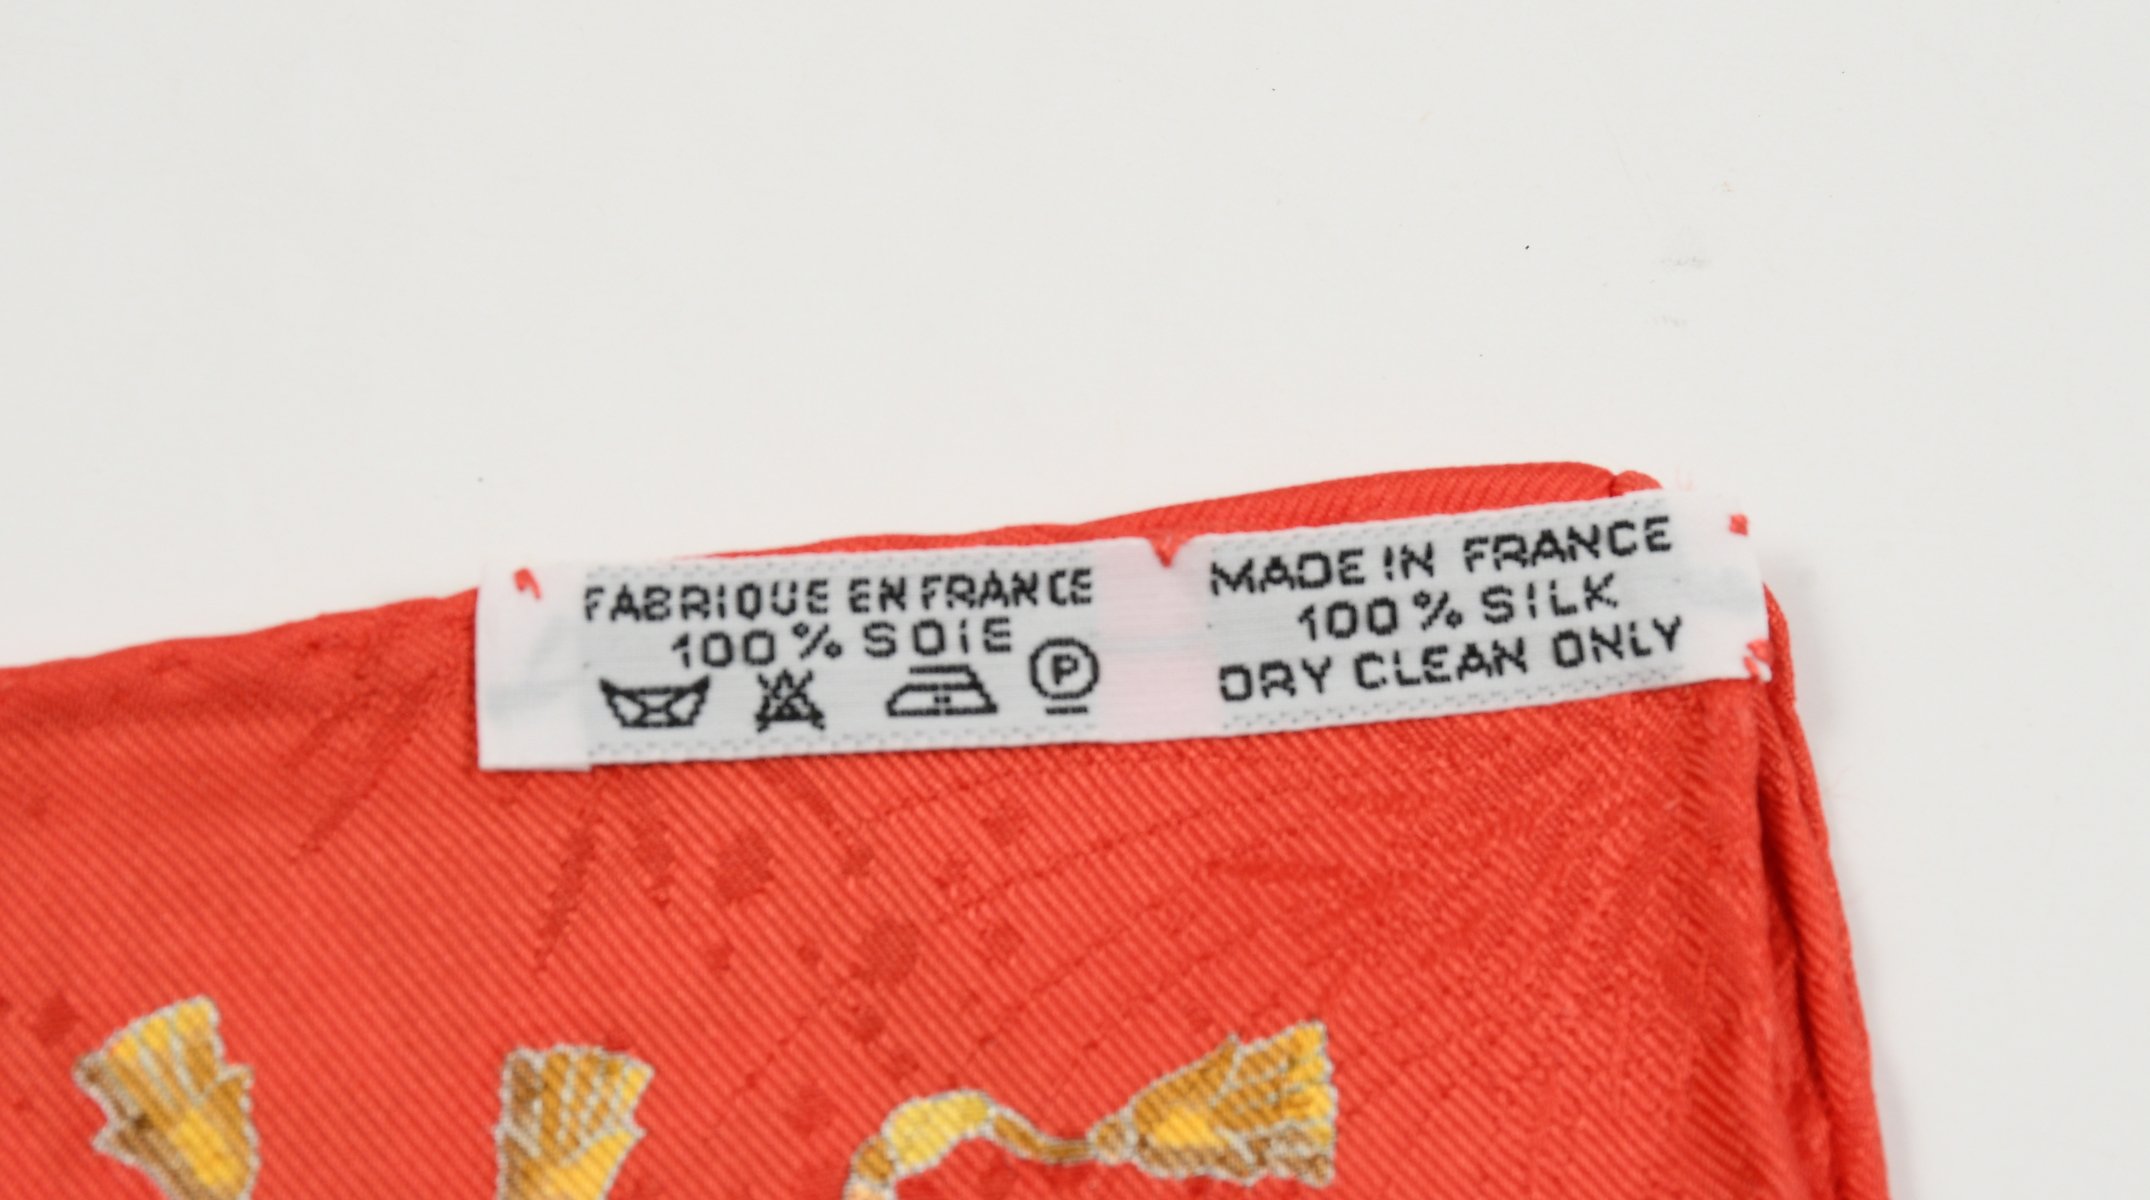 FABRIQUE EN FRANCE
100% SOIE
P
MADE IN FRANCE
100% SILK
DRY CLEAN ONLY